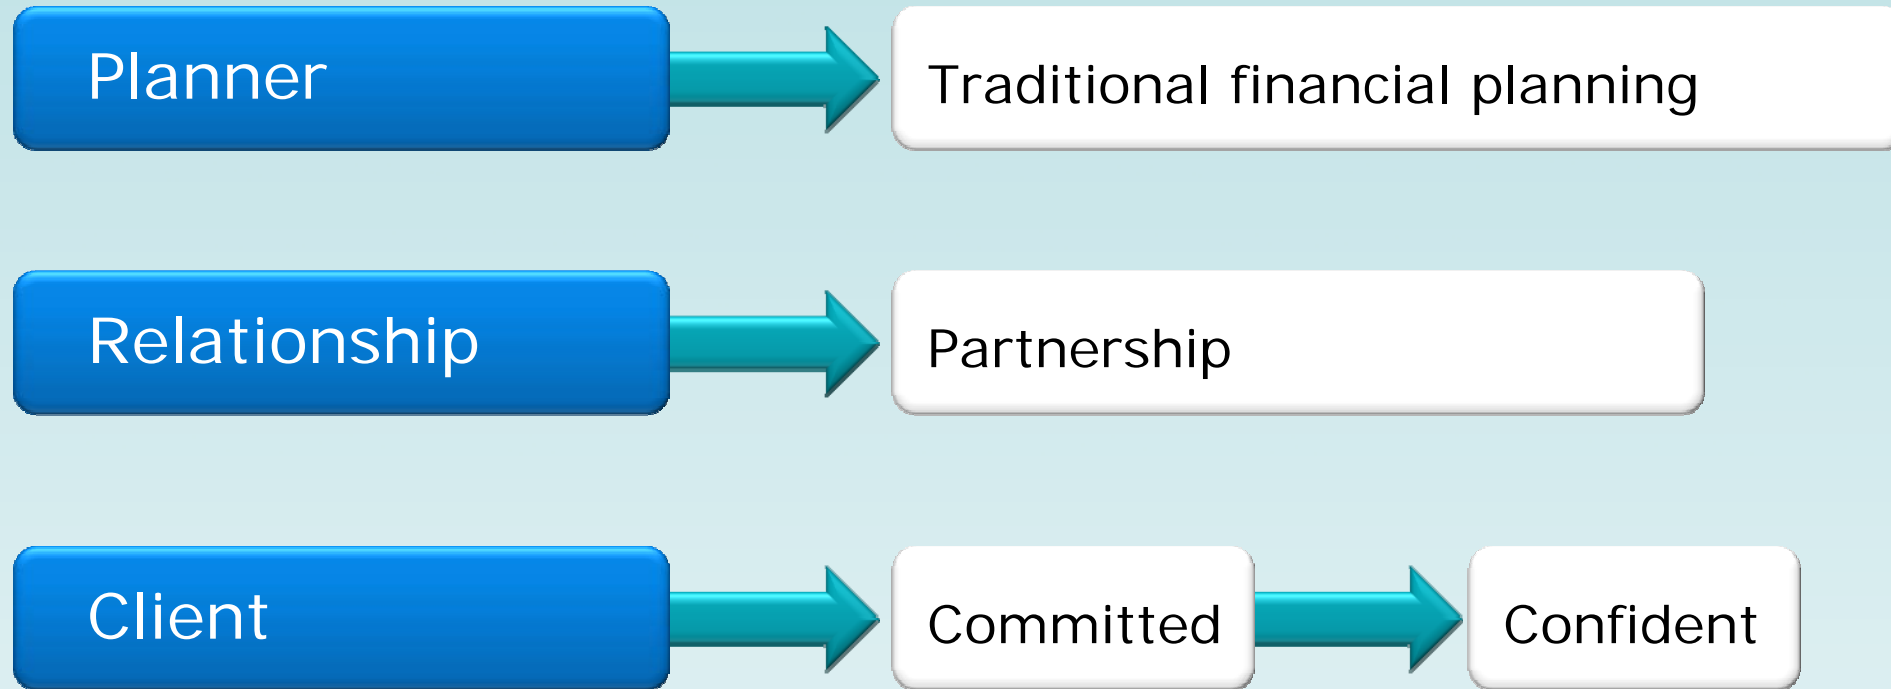 Planner
Traditional financial planning
Relationship
Partnership
Client
Committed
Confident